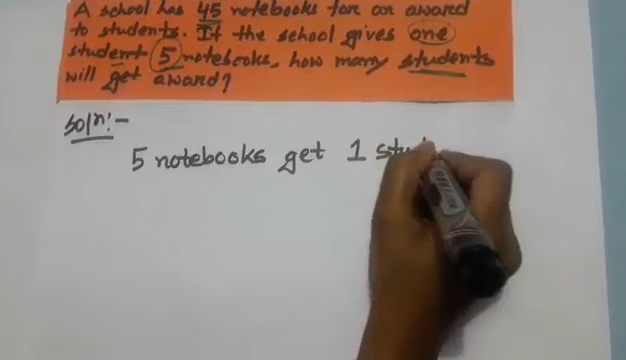 A school has 45 notebooks for an award
to students. If the school gives one
student 5 notebooks, how many students
will get award?
Solⁿ:-
5 notebooks get 1 stud